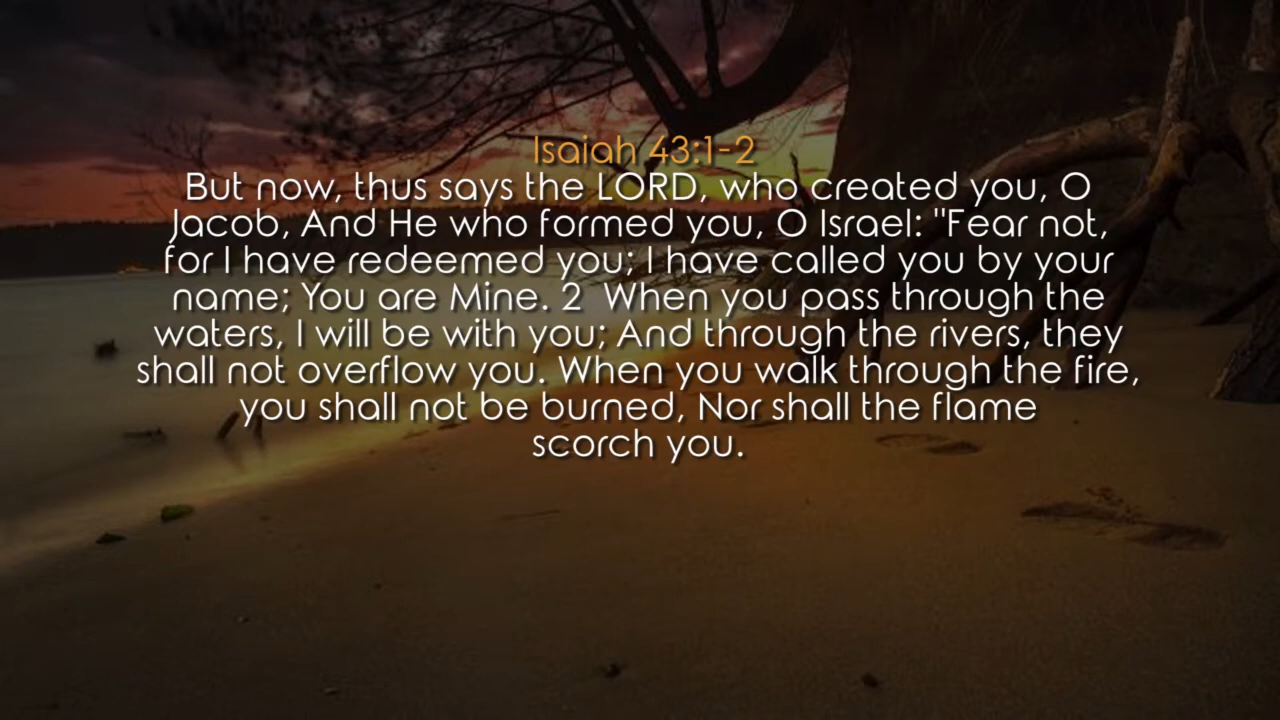 Isaiah 43:1-2
But now, thus says the LORD, who created you, O
Jacob, And He who formed you, O Israel: "Fear not,
for I have redeemed you; I have called you by your
name; You are Mine. 2  When you pass through the
waters, I will be with you; And through the rivers, they
shall not overflow you. When you walk through the fire,
you shall not be burned, Nor shall the flame
scorch you.